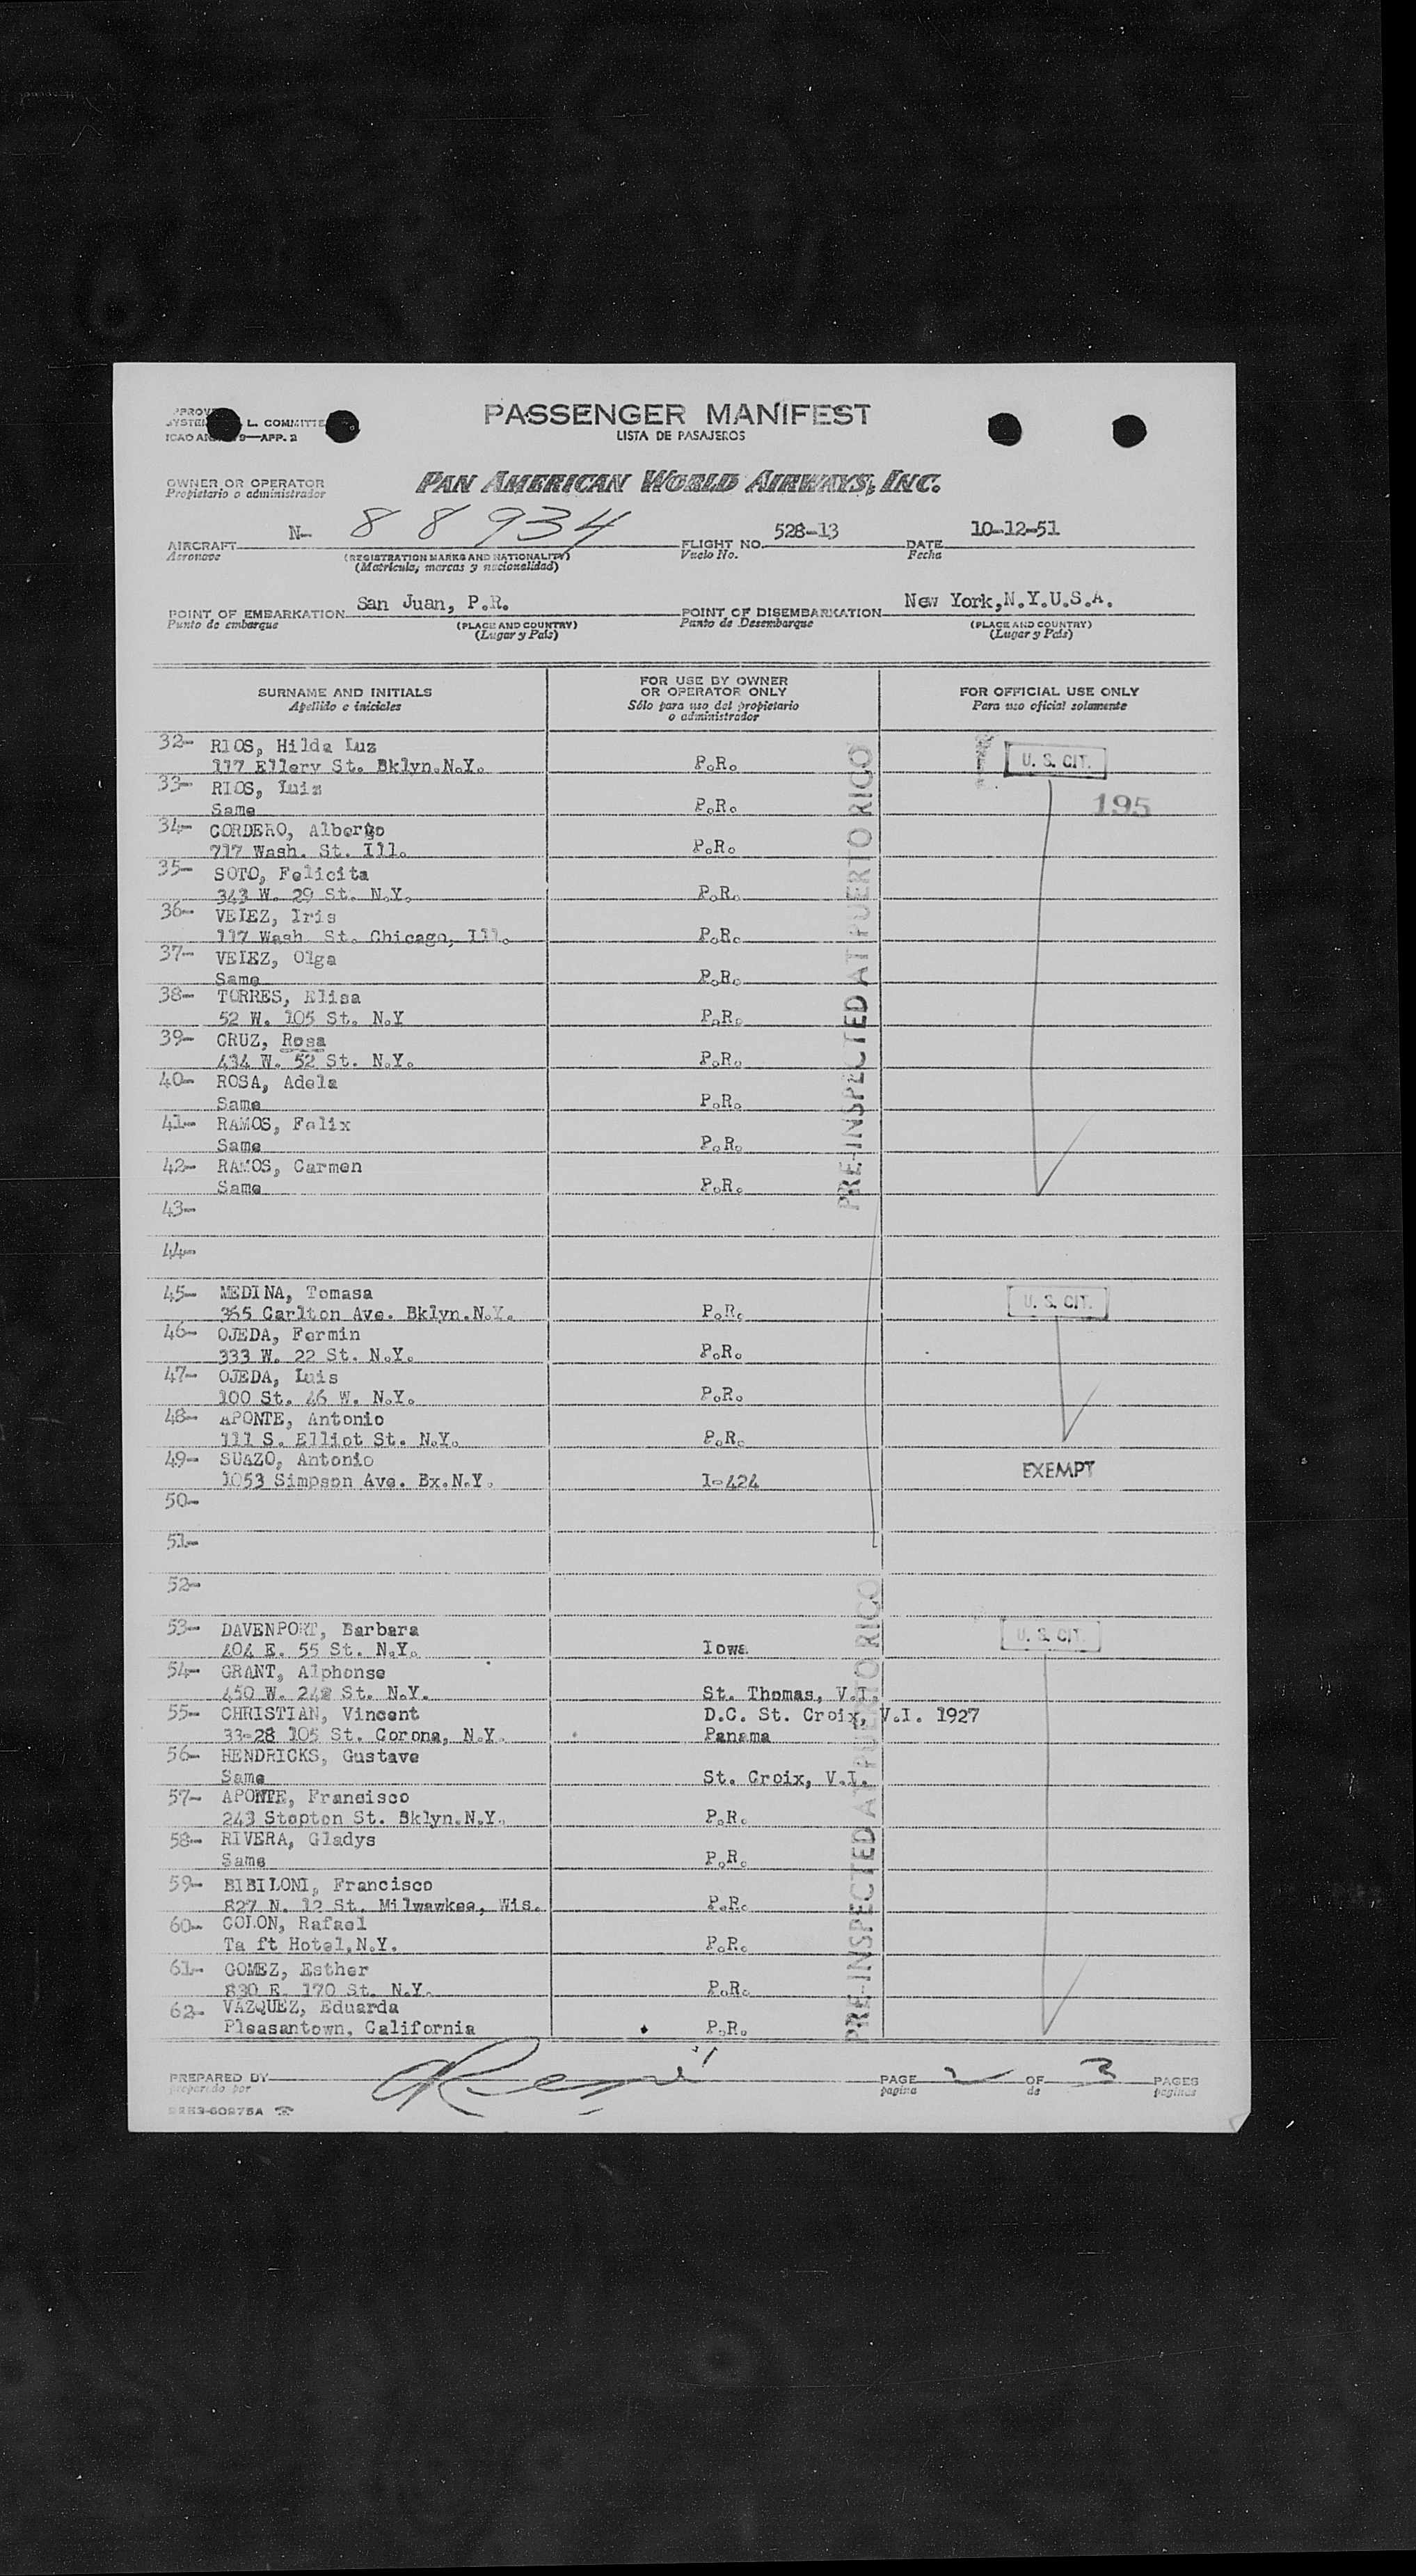 PASSENGER MANIFEST
LISTA DE PASAJEROS
L. COMMITTE
APP. 2
OWNER OR OPERATOR
Propietario o administrador
PAN AMERICAN WORLD AIRWAYS, INC.
AIRCRAFT N- 88934 FLIGHT NO. 528-13 DATE 10-12-51
Aeronave (REGISTRATION MARKS AND NATIONALITY) Vuelo No. Fecha
(Matricula, marcas y nacionalidad)
POINT OF EMBARKATION San Juan, P.R. POINT OF DISEMBARKATION New York,N.Y.U.S.A.
Punto de embarque (PLACE AND COUNTRY) Punto de Desembarque (PLACE AND COUNTRY)
(Lugar y País) (Lugar y País)
SURNAME AND INITIALS
Apellido e iniciales
FOR USE BY OWNER
OR OPERATOR ONLY
Sólo para uso del propietario
o administrador
FOR OFFICIAL USE ONLY
Para uso oficial solamente
32- RIOS, Hilda Luz
117 Ellery St. Bklyn.N.Y. P.R. U. S. CIT.
33- RIOS, Luis
Same P.R. 195
34- CORDERO, Alberto
717 Wash. St. Ill. P.R.
35- SOTO, Felicita
343 W. 29 St. N.Y. P.R.
36- VELEZ, Iris
117 Wash St. Chicago, Ill. P.R.
37- VELEZ, Olga
Same P.R.
38- TORRES, Elisa
52 W. 105 St. N.Y P.R.
39- CRUZ, Rosa
434 W. 52 St. N.Y. P.R.
40- ROSA, Adela
Same P.R.
41- RAMOS, Felix
Same P.R.
42- RAMOS, Carmen
Same P.R.
PRE-INSPECTED AT PUERTO RICO
43-
44-
45- MEDINA, Tomasa
365 Carlton Ave. Bklyn.N.Y. P.R. U. S. CIT.
46- OJEDA, Fermin
333 W. 22 St. N.Y. P.R.
47- OJEDA, Luis
100 St. 46 W. N.Y. P.R.
48- APONTE, Antonio
111 S. Elliot St. N.Y. P.R.
49- SUAZO, Antonio
1053 Simpson Ave. Bx.N.Y. I-424 EXEMPT
50-
51-
52-
53- DAVENPORT, Barbara
404 E. 55 St. N.Y. Iowa U. S. CIT.
54- GRANT, Alphonse
450 W. St. N.Y. St. Thomas, V.I.
55- CHRISTIAN, Vincent D.C. St. Croix, V.I. 1927
33-28 105 St. Corona, N.Y. Panama
56- HENDRICKS, Gustave
Same St. Croix, V.I.
57- APONTE, Francisco
243 Stopton St. Bklyn.N.Y. P.R.
58- RIVERA, Gladys
Same P.R.
59- BIBILONI, Francisco
827 N. 12 St. Milwawkee, Wis. P.R.
60- COLON, Rafael
Ta ft Hotel,N.Y. P.R.
61- GOMEZ, Esther
830 E. 170 St. N.Y. P.R.
62- VAZQUEZ, Eduarda
Pleasantown, California P.R.
PRE-INSPECTED AT PUERTO RICO
PREPARED BY PAGE 2 OF 3 PAGES
preparado por pagina de paginas